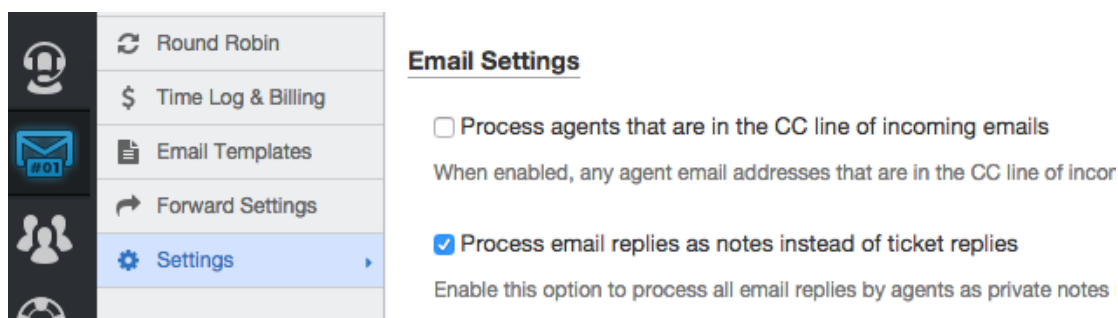 Round Robin
$ Time Log & Billing
Email Templates
Forward Settings
Settings
#01
Email Settings
Process agents that are in the CC line of incoming emails
When enabled, any agent email addresses that are in the CC line of
Process email replies as notes instead of ticket replies
Enable this option to process all email replies by agents as private notes